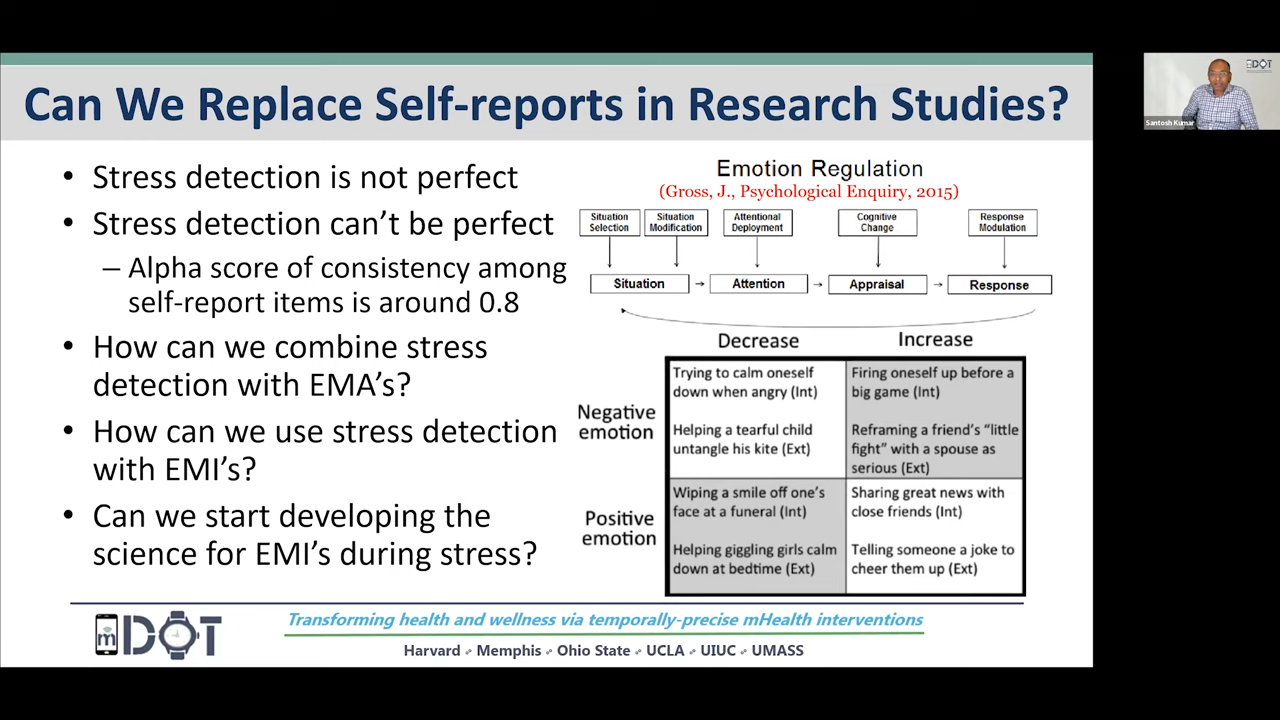 Can We Replace Self-reports in Research Studies?
• Stress detection is not perfect
• Stress detection can't be perfect
– Alpha score of consistency among
self-report items is around 0.8
• How can we combine stress
detection with EMA's?
• How can we use stress detection
with EMI's?
• Can we start developing the
science for EMI's during stress?
Emotion Regulation
(Gross, J., Psychological Enquiry, 2015)
Situation
Selection
Situation
Modification
Attentional
Deployment
Cognitive
Change
Response
Modulation
Situation
Attention
Appraisal
Response
Decrease
Increase
Negative
emotion
Trying to calm oneself
down when angry (Int)
Helping a tearful child
untangle his kite (Ext)
Firing oneself up before a
big game (Int)
Reframing a friend's "little
fight" with a spouse as
serious (Ext)
Positive
emotion
Wiping a smile off one's
face at a funeral (Int)
Helping giggling girls calm
down at bedtime (Ext)
Sharing great news with
close friends (Int)
Telling someone a joke to
cheer them up (Ext)
mDOT
Transforming health and wellness via temporally-precise mHealth interventions
Harvard Memphis Ohio State UCLA UIUC UMASS
DOT
Santosh Kumar